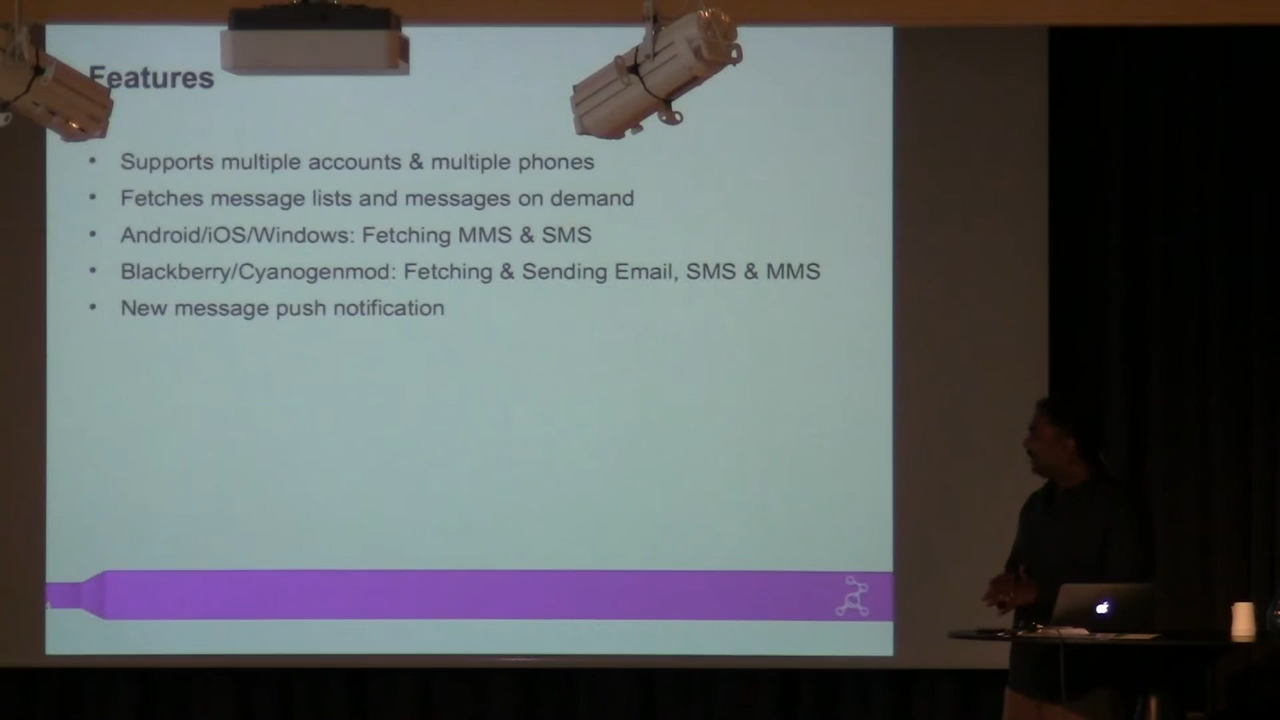 Features
• Supports multiple accounts & multiple phones
• Fetches message lists and messages on demand
• Android/iOS/Windows: Fetching MMS & SMS
• Blackberry/Cyanogenmod: Fetching & Sending Email, SMS & MMS
• New message push notification
4